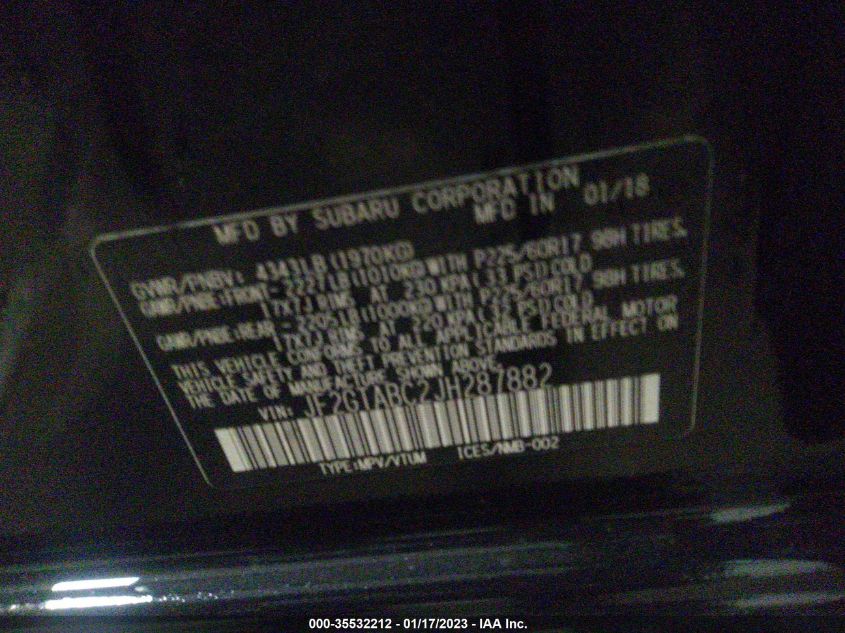 MFD BY SUBARU CORPORATION
MFD IN 01/18
GVWR/PNBV: 4343LB(1970KG)
GAWR/PNBE:FRONT-2227LB(1010KG)WITH P225/60R17 98H TIRES,
17X7J RIMS AT 230 KPA( 33 PSI)COLD
GAWR/PNBE:REAR -2205LB(1000KG)WITH P225/60R17 98H TIRES,
17X7J RIMS AT 220 KPA( 32 PSI)COLD
THIS VEHICLE CONFORMS TO ALL APPLICABLE FEDERAL MOTOR
VEHICLE SAFETY AND THEFT PREVENTION STANDARDS IN EFFECT ON
THE DATE OF MANUFACTURE SHOWN ABOVE.
VIN: JF2GTABC2JH287882
TYPE:MPV/VTUM ICES/NMB-002
000-35532212 - 01/17/2023 - IAA Inc.